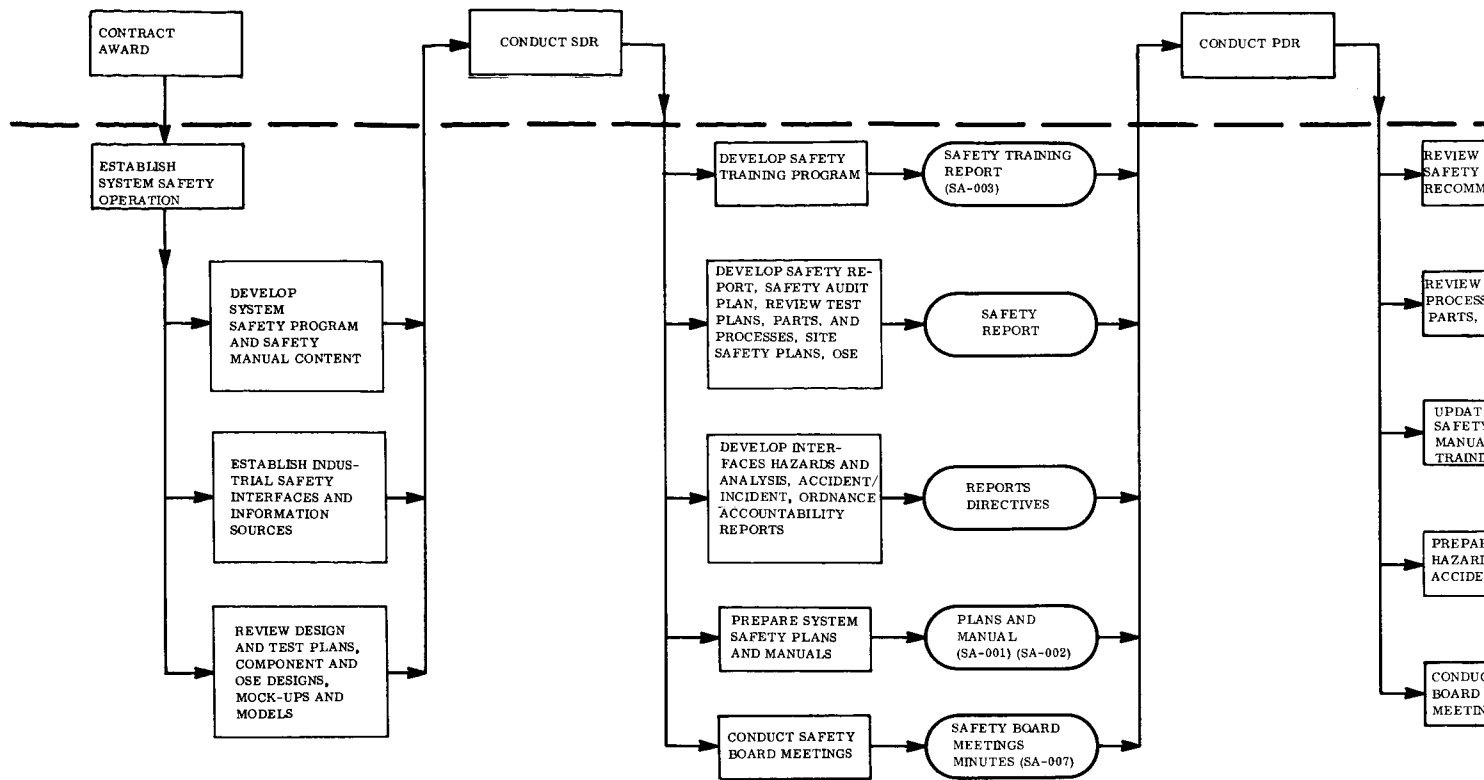 CONTRACT
AWARD
CONDUCT SDR
CONDUCT PDR
ESTABLISH
SYSTEM SAFETY
OPERATION
DEVELOP
SYSTEM
SAFETY PROGRAM
AND SAFETY
MANUAL CONTENT
ESTABLISH INDUS-
TRIAL SAFETY
INTERFACES AND
INFORMATION
SOURCES
REVIEW DESIGN
AND TEST PLANS,
COMPONENT AND
OSE DESIGNS,
MOCK-UPS AND
MODELS
DEVELOP SAFETY
TRAINING PROGRAM
SAFETY TRAINING
REPORT
(SA-003)
DEVELOP SAFETY RE-
PORT, SAFETY AUDIT
PLAN, REVIEW TEST
PLANS, PARTS, AND
PROCESSES, SITE
SAFETY PLANS, OSE
SAFETY
REPORT
DEVELOP INTER-
FACES HAZARDS AND
ANALYSIS, ACCIDENT/
INCIDENT, ORDNANCE
ACCOUNTABILITY
REPORTS
REPORTS
DIRECTIVES
PREPARE SYSTEM
SAFETY PLANS
AND MANUALS
PLANS AND
MANUAL
(SA-001) (SA-002)
CONDUCT SAFETY
BOARD MEETINGS
SAFETY BOARD
MEETINGS
MINUTES (SA-007)
REVIEW
SAFETY
RECOMM
REVIEW
PROCESS
PARTS,
UPDAT
SAFETY
MANUA
TRAIND
PREPAR
HAZARD
ACCIDE
CONDUC
BOARD
MEETIN